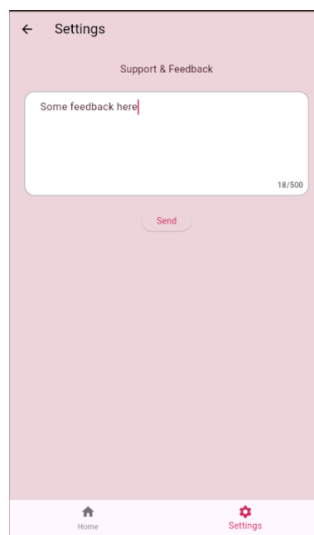 Settings
Support & Feedback
Some feedback here
18/500
Send
Home
Settings